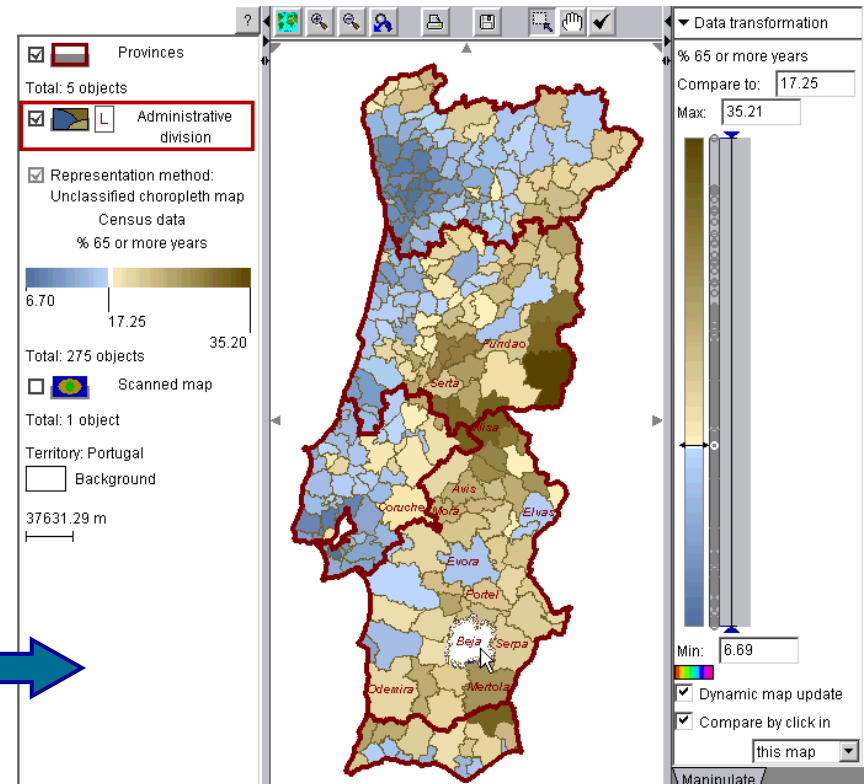 ?
Provinces
Total: 5 objects
L
Administrative
division
Representation method:
Unclassified choropleth map
Census data
% 65 or more years
6.70
17.25
35.20
Total: 275 objects
Scanned map
Total: 1 object
Territory: Portugal
Background
37631.29 m
Fundao
Serta
Nisa
Avis
Coruche
Mora
Elvas
Evora
Portel
Beja
Serpa
Odemira
Mertola
Data transformation
% 65 or more years
Compare to: 17.25
Max: 35.21
Min: 6.69
Dynamic map update
Compare by click in
this map
Manipulate